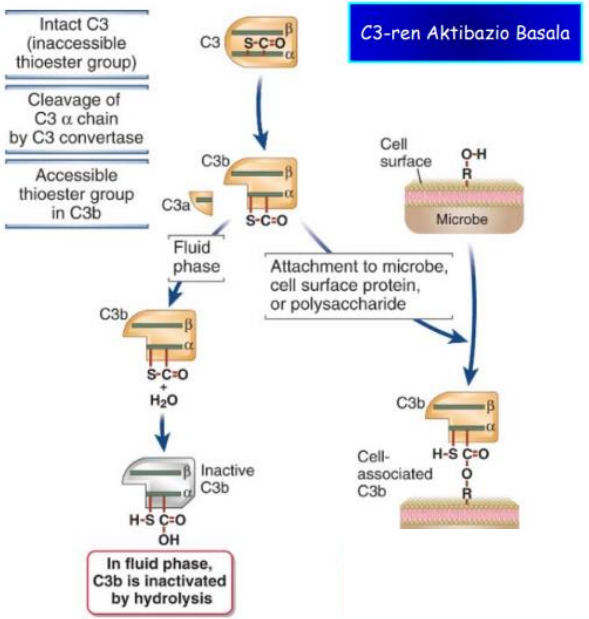 Intact C3
(inaccessible
thioester group)
Cleavage of
C3 α chain
by C3 convertase
Accessible
thioester group
in C3b
C3-ren Aktibazio Basala
C3
β
S-C=O
α
C3b
β
α
C3a
S-C=O
Cell
surface
O-H
R
Microbe
Fluid
phase
Attachment to microbe,
cell surface protein,
or polysaccharide
C3b
β
α
S-C=O
+
H₂O
C3b
β
α
H-S C=O
O
R
Cell-
associated
C3b
β
α
Inactive
C3b
H-S C=O
OH
In fluid phase,
C3b is inactivated
by hydrolysis